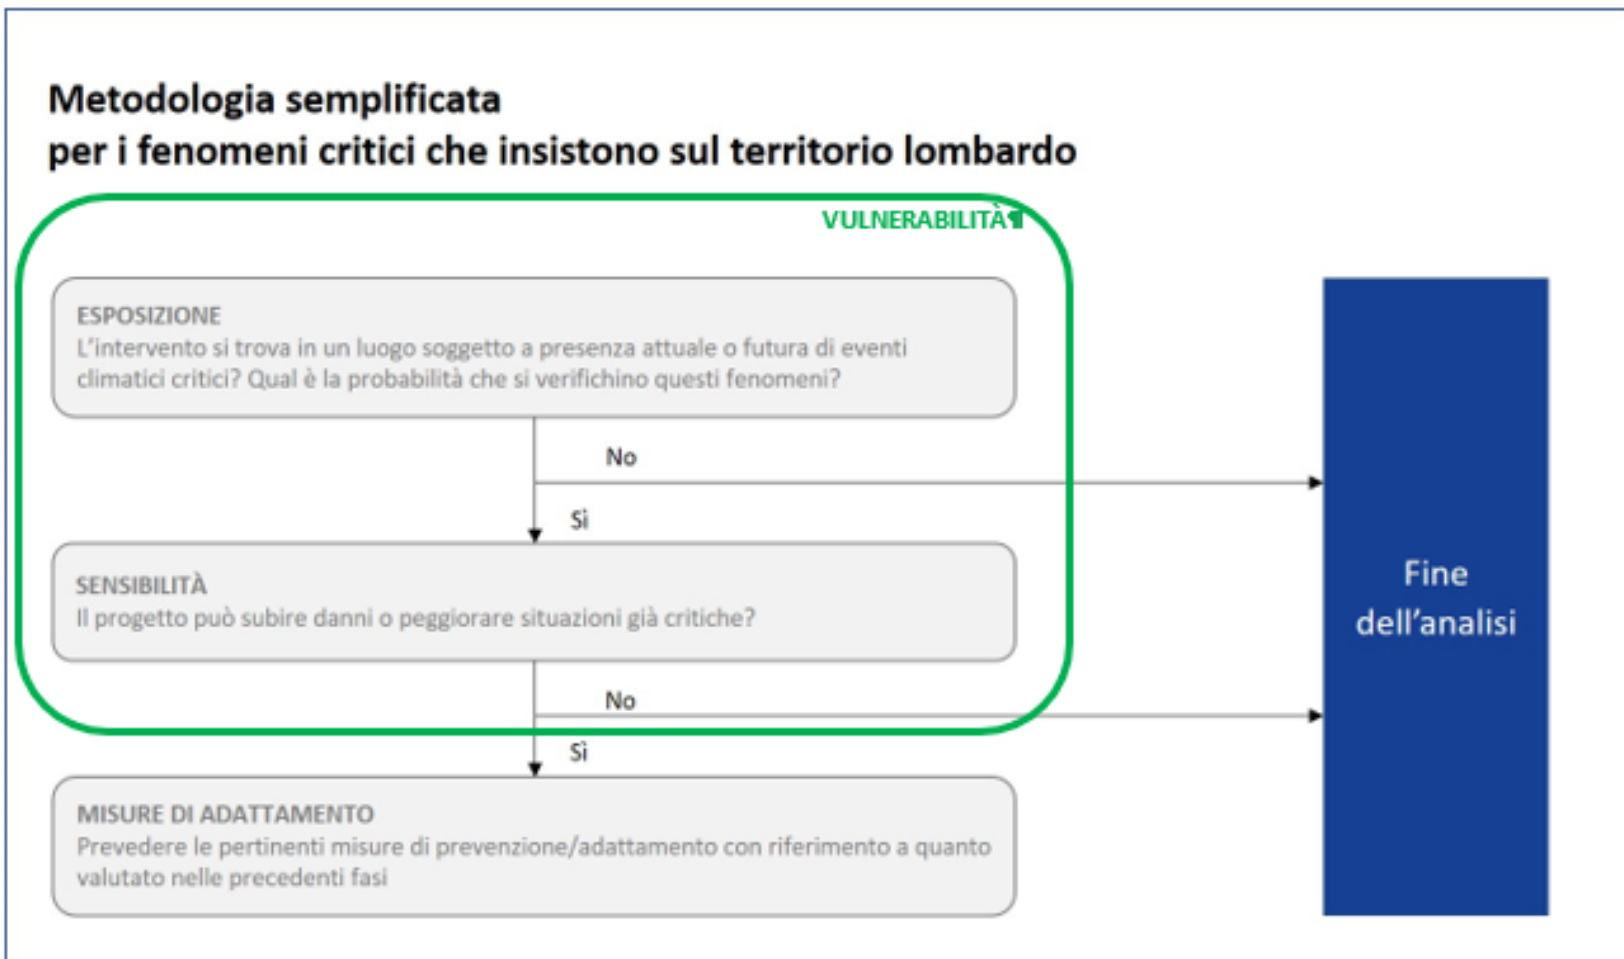 Metodologia semplificata
per i fenomeni critici che insistono sul territorio lombardo
VULNERABILITÀ¶
ESPOSIZIONE
L'intervento si trova in un luogo soggetto a presenza attuale o futura di eventi
climatici critici? Qual è la probabilità che si verifichino questi fenomeni?
No
Sì
SENSIBILITÀ
Il progetto può subire danni o peggiorare situazioni già critiche?
No
Sì
MISURE DI ADATTAMENTO
Prevedere le pertinenti misure di prevenzione/adattamento con riferimento a quanto
valutato nelle precedenti fasi
Fine
dell'analisi